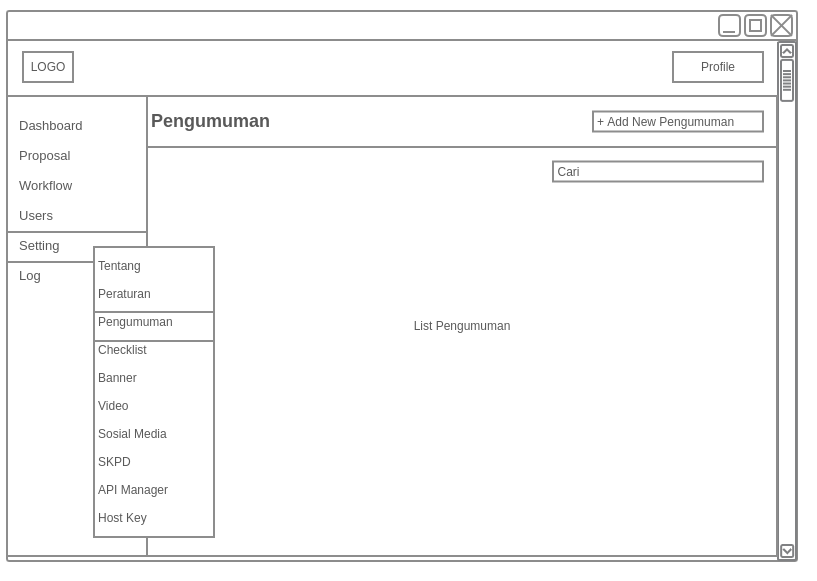 LOGO
Profile
Dashboard
Proposal
Workflow
Users
Setting
Log
Tentang
Peraturan
Pengumuman
Checklist
Banner
Video
Sosial Media
SKPD
API Manager
Host Key
Pengumuman
+ Add New Pengumuman
Cari
List Pengumuman